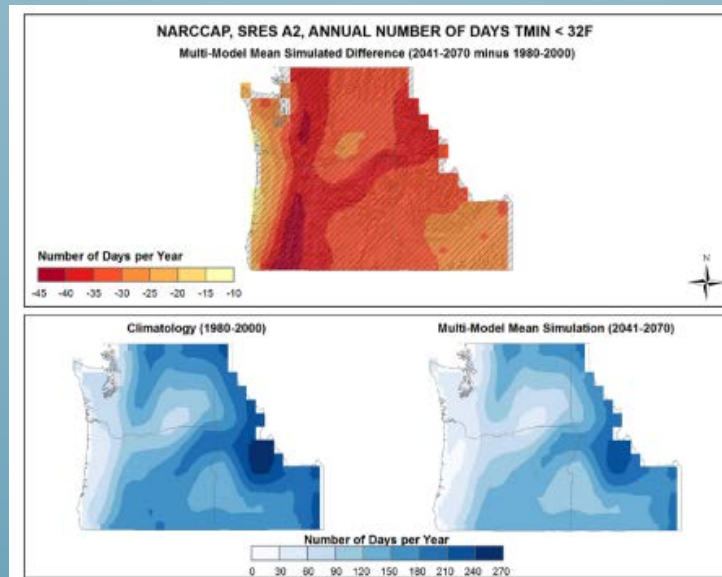 NARCCAP, SRES A2, ANNUAL NUMBER OF DAYS TMIN < 32F
Multi-Model Mean Simulated Difference (2041-2070 minus 1980-2000)
Number of Days per Year
-45 -40 -35 -30 -25 -20 -15 -10
N
Climatology (1980-2000)
Multi-Model Mean Simulation (2041-2070)
Number of Days per Year
0 30 60 90 120 150 180 210 240 270